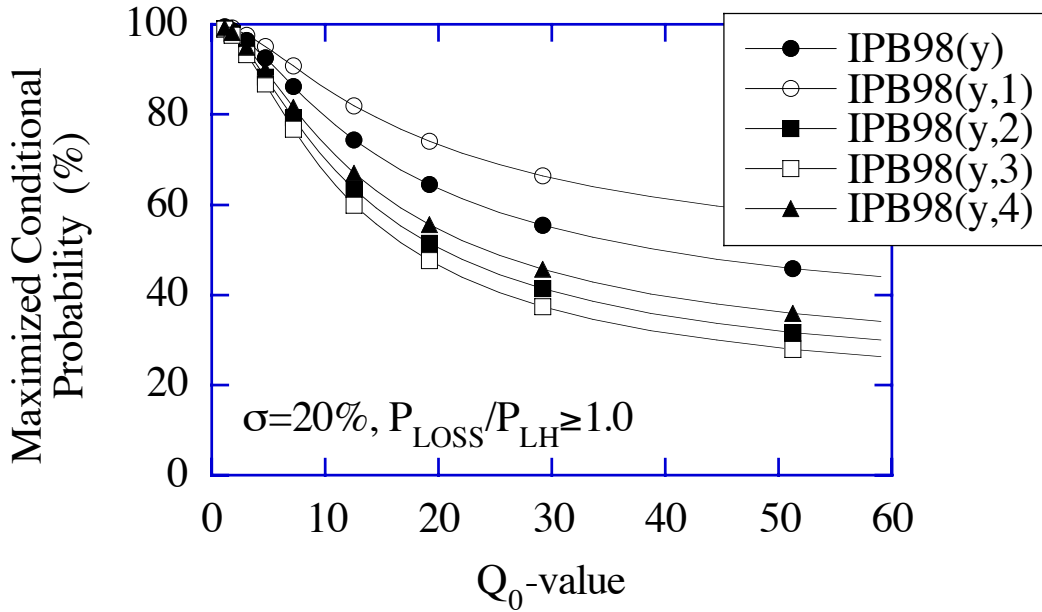 Maximized Conditional
Probability (%)
100
80
60
40
20
0
IPB98(y)
IPB98(y,1)
IPB98(y,2)
IPB98(y,3)
IPB98(y,4)
σ=20%, P_LOSS/P_LH≥1.0
0 10 20 30 40 50 60
Q_0-value